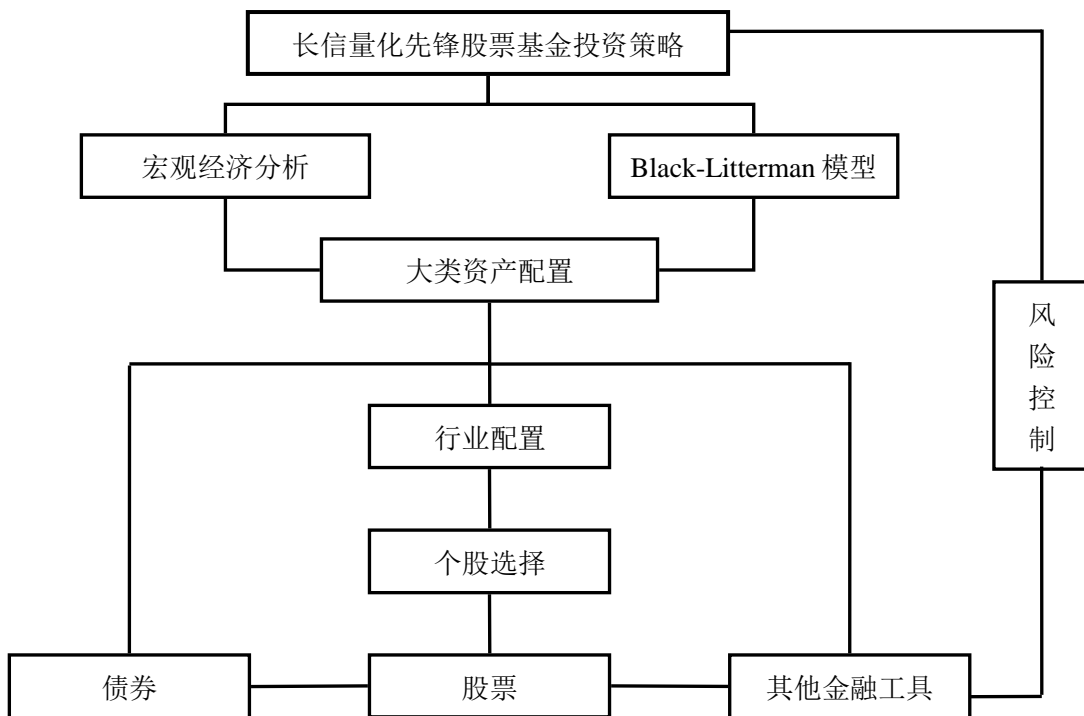 长信量化先锋股票基金投资策略
宏观经济分析
Black-Litterman 模型
大类资产配置
风
险
控
制
行业配置
个股选择
债券
股票
其他金融工具